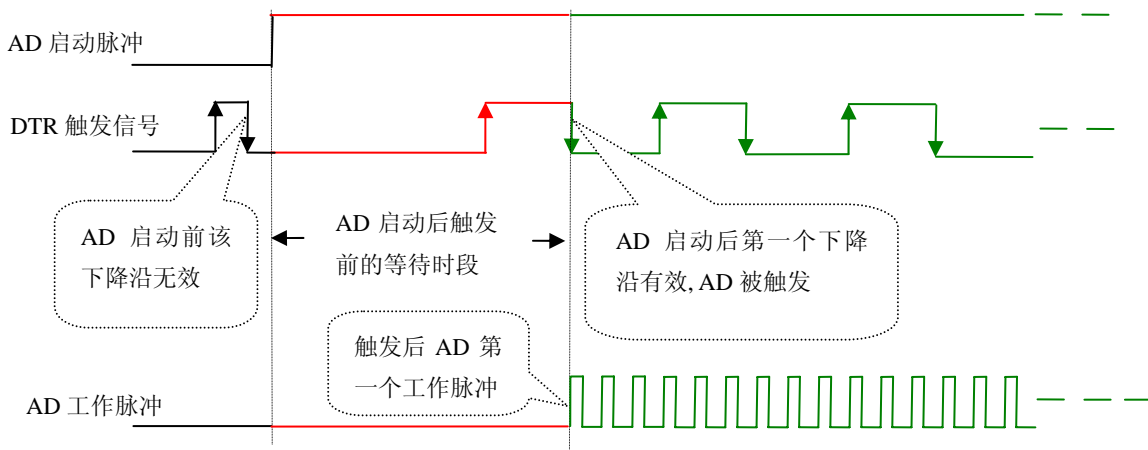 AD 启动脉冲
DTR 触发信号
AD 启动前该
下降沿无效
AD 启动后触发
前的等待时段
AD 启动后第一个下降
沿有效, AD 被触发
触发后 AD 第
一个工作脉冲
AD 工作脉冲